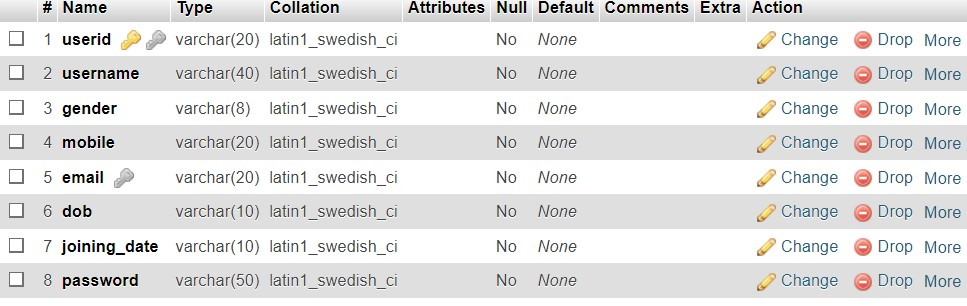 # Name Type Collation Attributes Null Default Comments Extra Action
1 userid varchar(20) latin1_swedish_ci No None Change Drop More
2 username varchar(40) latin1_swedish_ci No None Change Drop More
3 gender varchar(8) latin1_swedish_ci No None Change Drop More
4 mobile varchar(20) latin1_swedish_ci No None Change Drop More
5 email varchar(20) latin1_swedish_ci No None Change Drop More
6 dob varchar(10) latin1_swedish_ci No None Change Drop More
7 joining_date varchar(10) latin1_swedish_ci No None Change Drop More
8 password varchar(50) latin1_swedish_ci No None Change Drop More